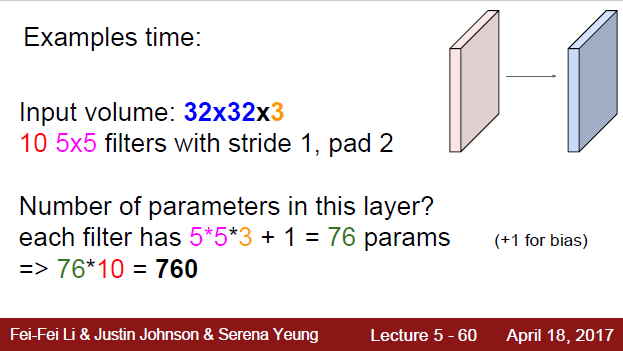 Examples time:
Input volume: 32x32x3
10 5x5 filters with stride 1, pad 2
Number of parameters in this layer?
each filter has 5*5*3 + 1 = 76 params (+1 for bias)
=> 76*10 = 760
Fei-Fei Li & Justin Johnson & Serena Yeung Lecture 5 - 60 April 18, 2017